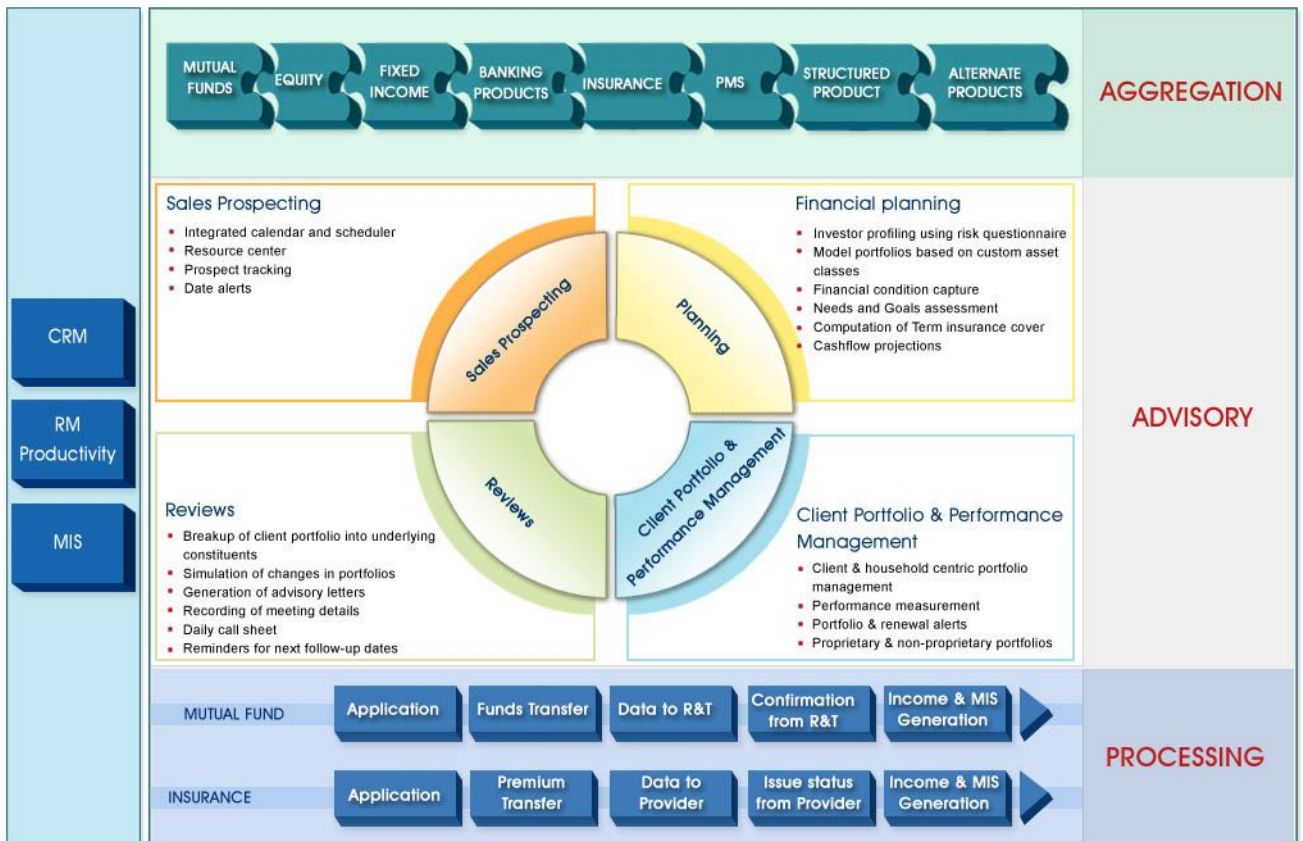 MUTUAL
FUNDS
EQUITY
FIXED
INCOME
BANKING
PRODUCTS
INSURANCE
PMS
STRUCTURED
PRODUCT
ALTERNATE
PRODUCTS
AGGREGATION
CRM
RM
Productivity
MIS
Sales Prospecting
Integrated calendar and scheduler
Resource center
Prospect tracking
Date alerts
Financial planning
Investor profiling using risk questionnaire
Model portfolios based on custom asset
classes
Financial condition capture
Needs and Goals assessment
Computation of Term insurance cover
Cashflow projections
Sales Prospecting
Planning
Reviews
Client Portfolio &
Performance Management
ADVISORY
Reviews
Breakup of client portfolio into underlying
constituents
Simulation of changes in portfolios
Generation of advisory letters
Recording of meeting details
Daily call sheet
Reminders for next follow-up dates
Client Portfolio & Performance
Management
Client & household centric portfolio
management
Performance measurement
Portfolio & renewal alerts
Proprietary & non-proprietary portfolios
MUTUAL FUND
Application
Funds Transfer
Data to R&T
Confirmation
from R&T
Income & MIS
Generation
PROCESSING
INSURANCE
Application
Premium
Transfer
Data to
Provider
Issue status
from Provider
Income & MIS
Generation